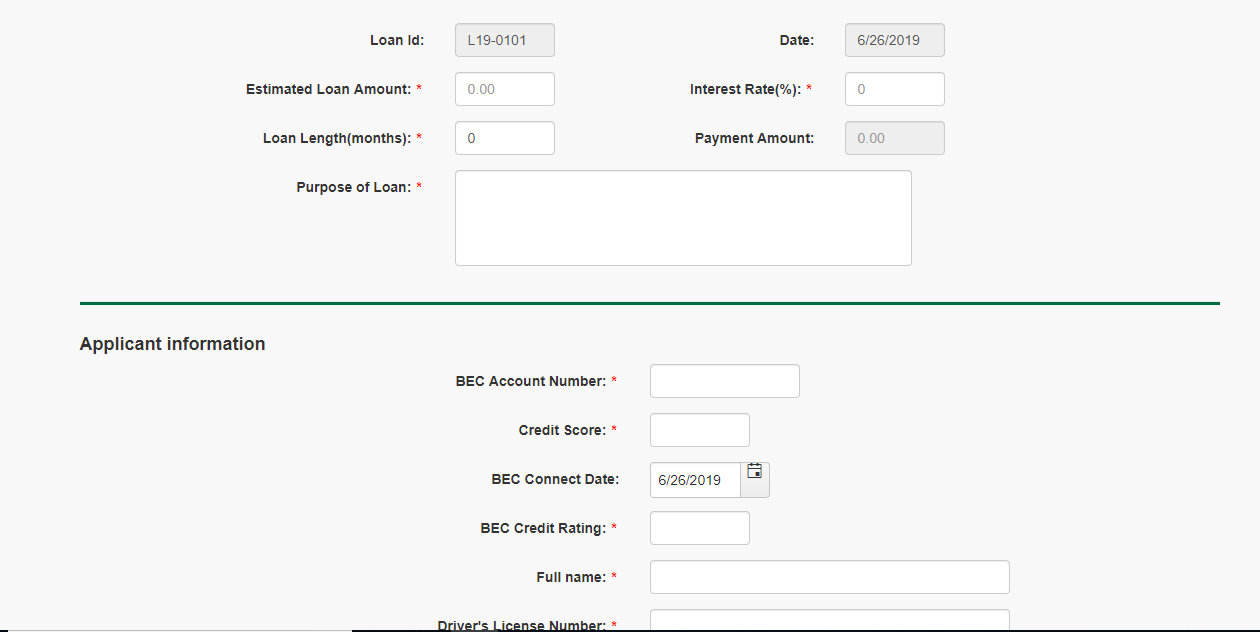 Loan Id: L19-0101 Date: 6/26/2019
Estimated Loan Amount: * 0.00 Interest Rate(%): * 0
Loan Length(months): * 0 Payment Amount: 0.00
Purpose of Loan: *
Applicant information
BEC Account Number: *
Credit Score: *
BEC Connect Date: 6/26/2019
BEC Credit Rating: *
Full name: *
Driver's License Number: *